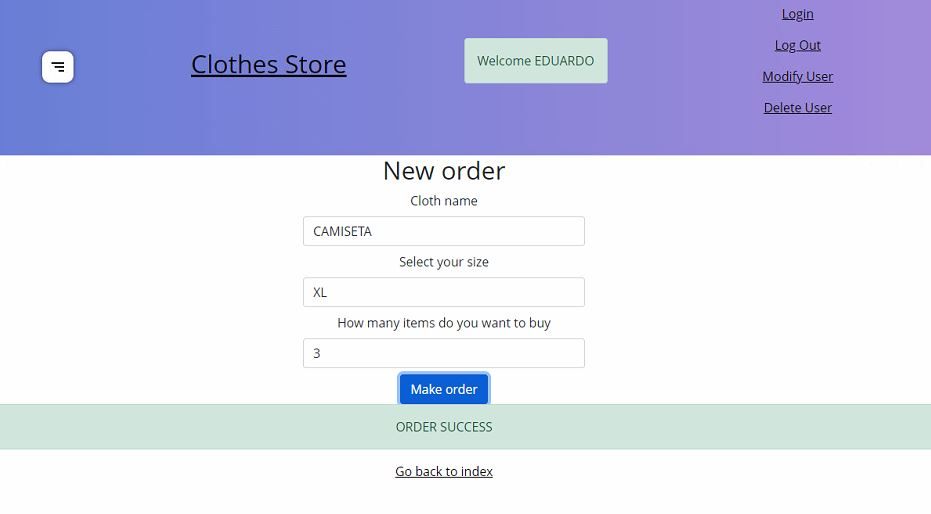 Login
Clothes Store
Welcome EDUARDO
Log Out
Modify User
Delete User
New order
Cloth name
CAMISETA
Select your size
XL
How many items do you want to buy
3
Make order
ORDER SUCCESS
Go back to index